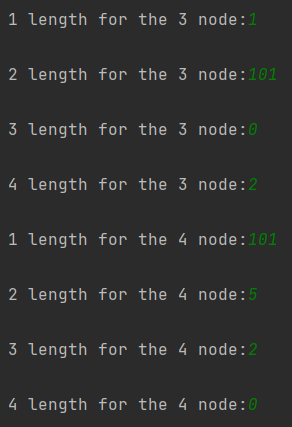 1 length for the 3 node:1
2 length for the 3 node:101
3 length for the 3 node:0
4 length for the 3 node:2
1 length for the 4 node:101
2 length for the 4 node:5
3 length for the 4 node:2
4 length for the 4 node:0